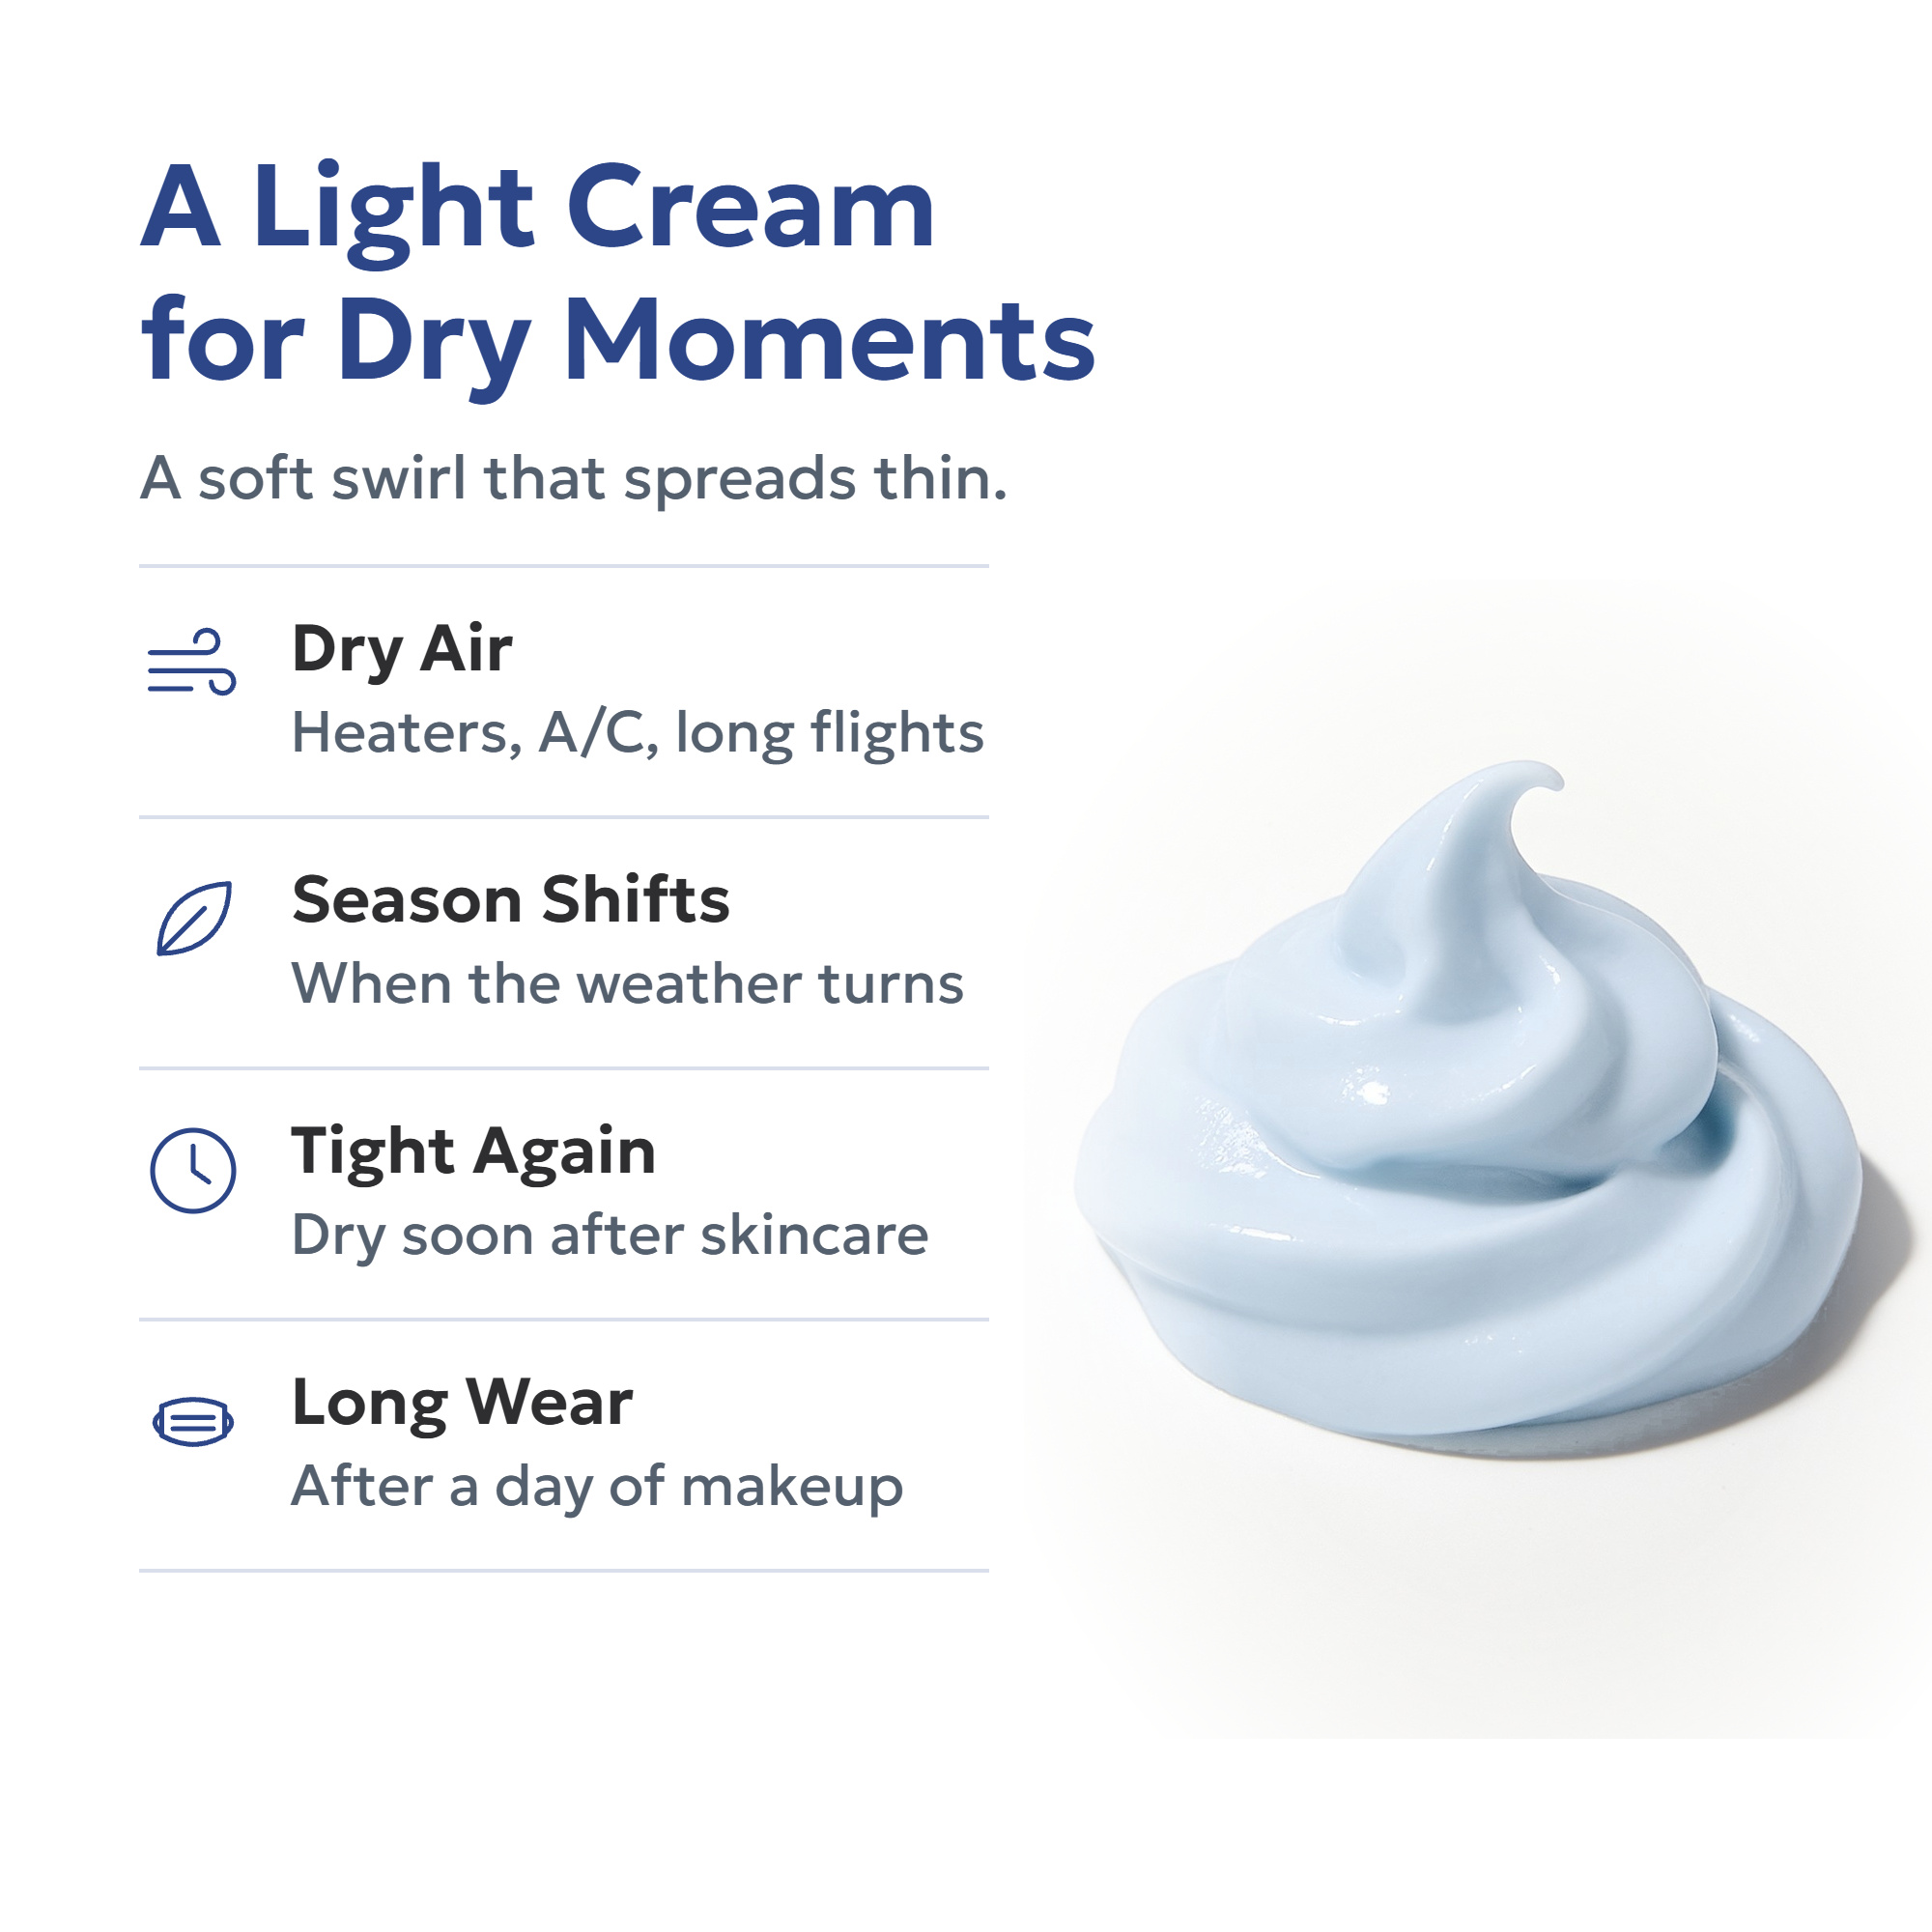 A Light Cream
for Dry Moments
A soft swirl that spreads thin.
Dry Air
Heaters, A/C, long flights
Season Shifts
When the weather turns
Tight Again
Dry soon after skincare
Long Wear
After a day of makeup